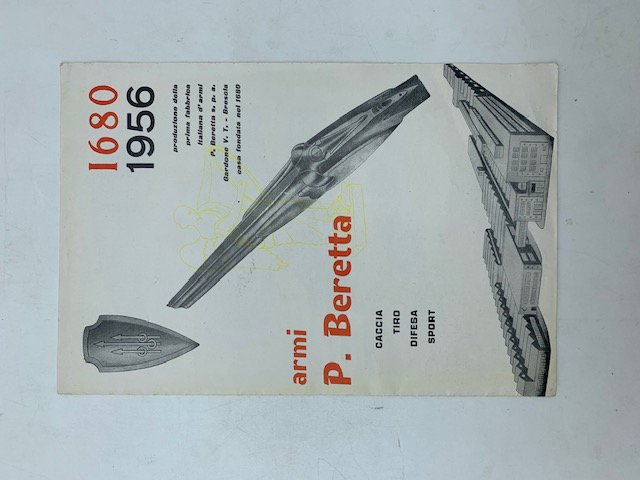 1680
1956
produzione della
prima fabbrica
italiana d'armi
P. Beretta s. p. a.
Gardone V. T. - Brescia
casa fondata nel 1680
armi
P. Beretta
CACCIA
TIRO
DIFESA
SPORT